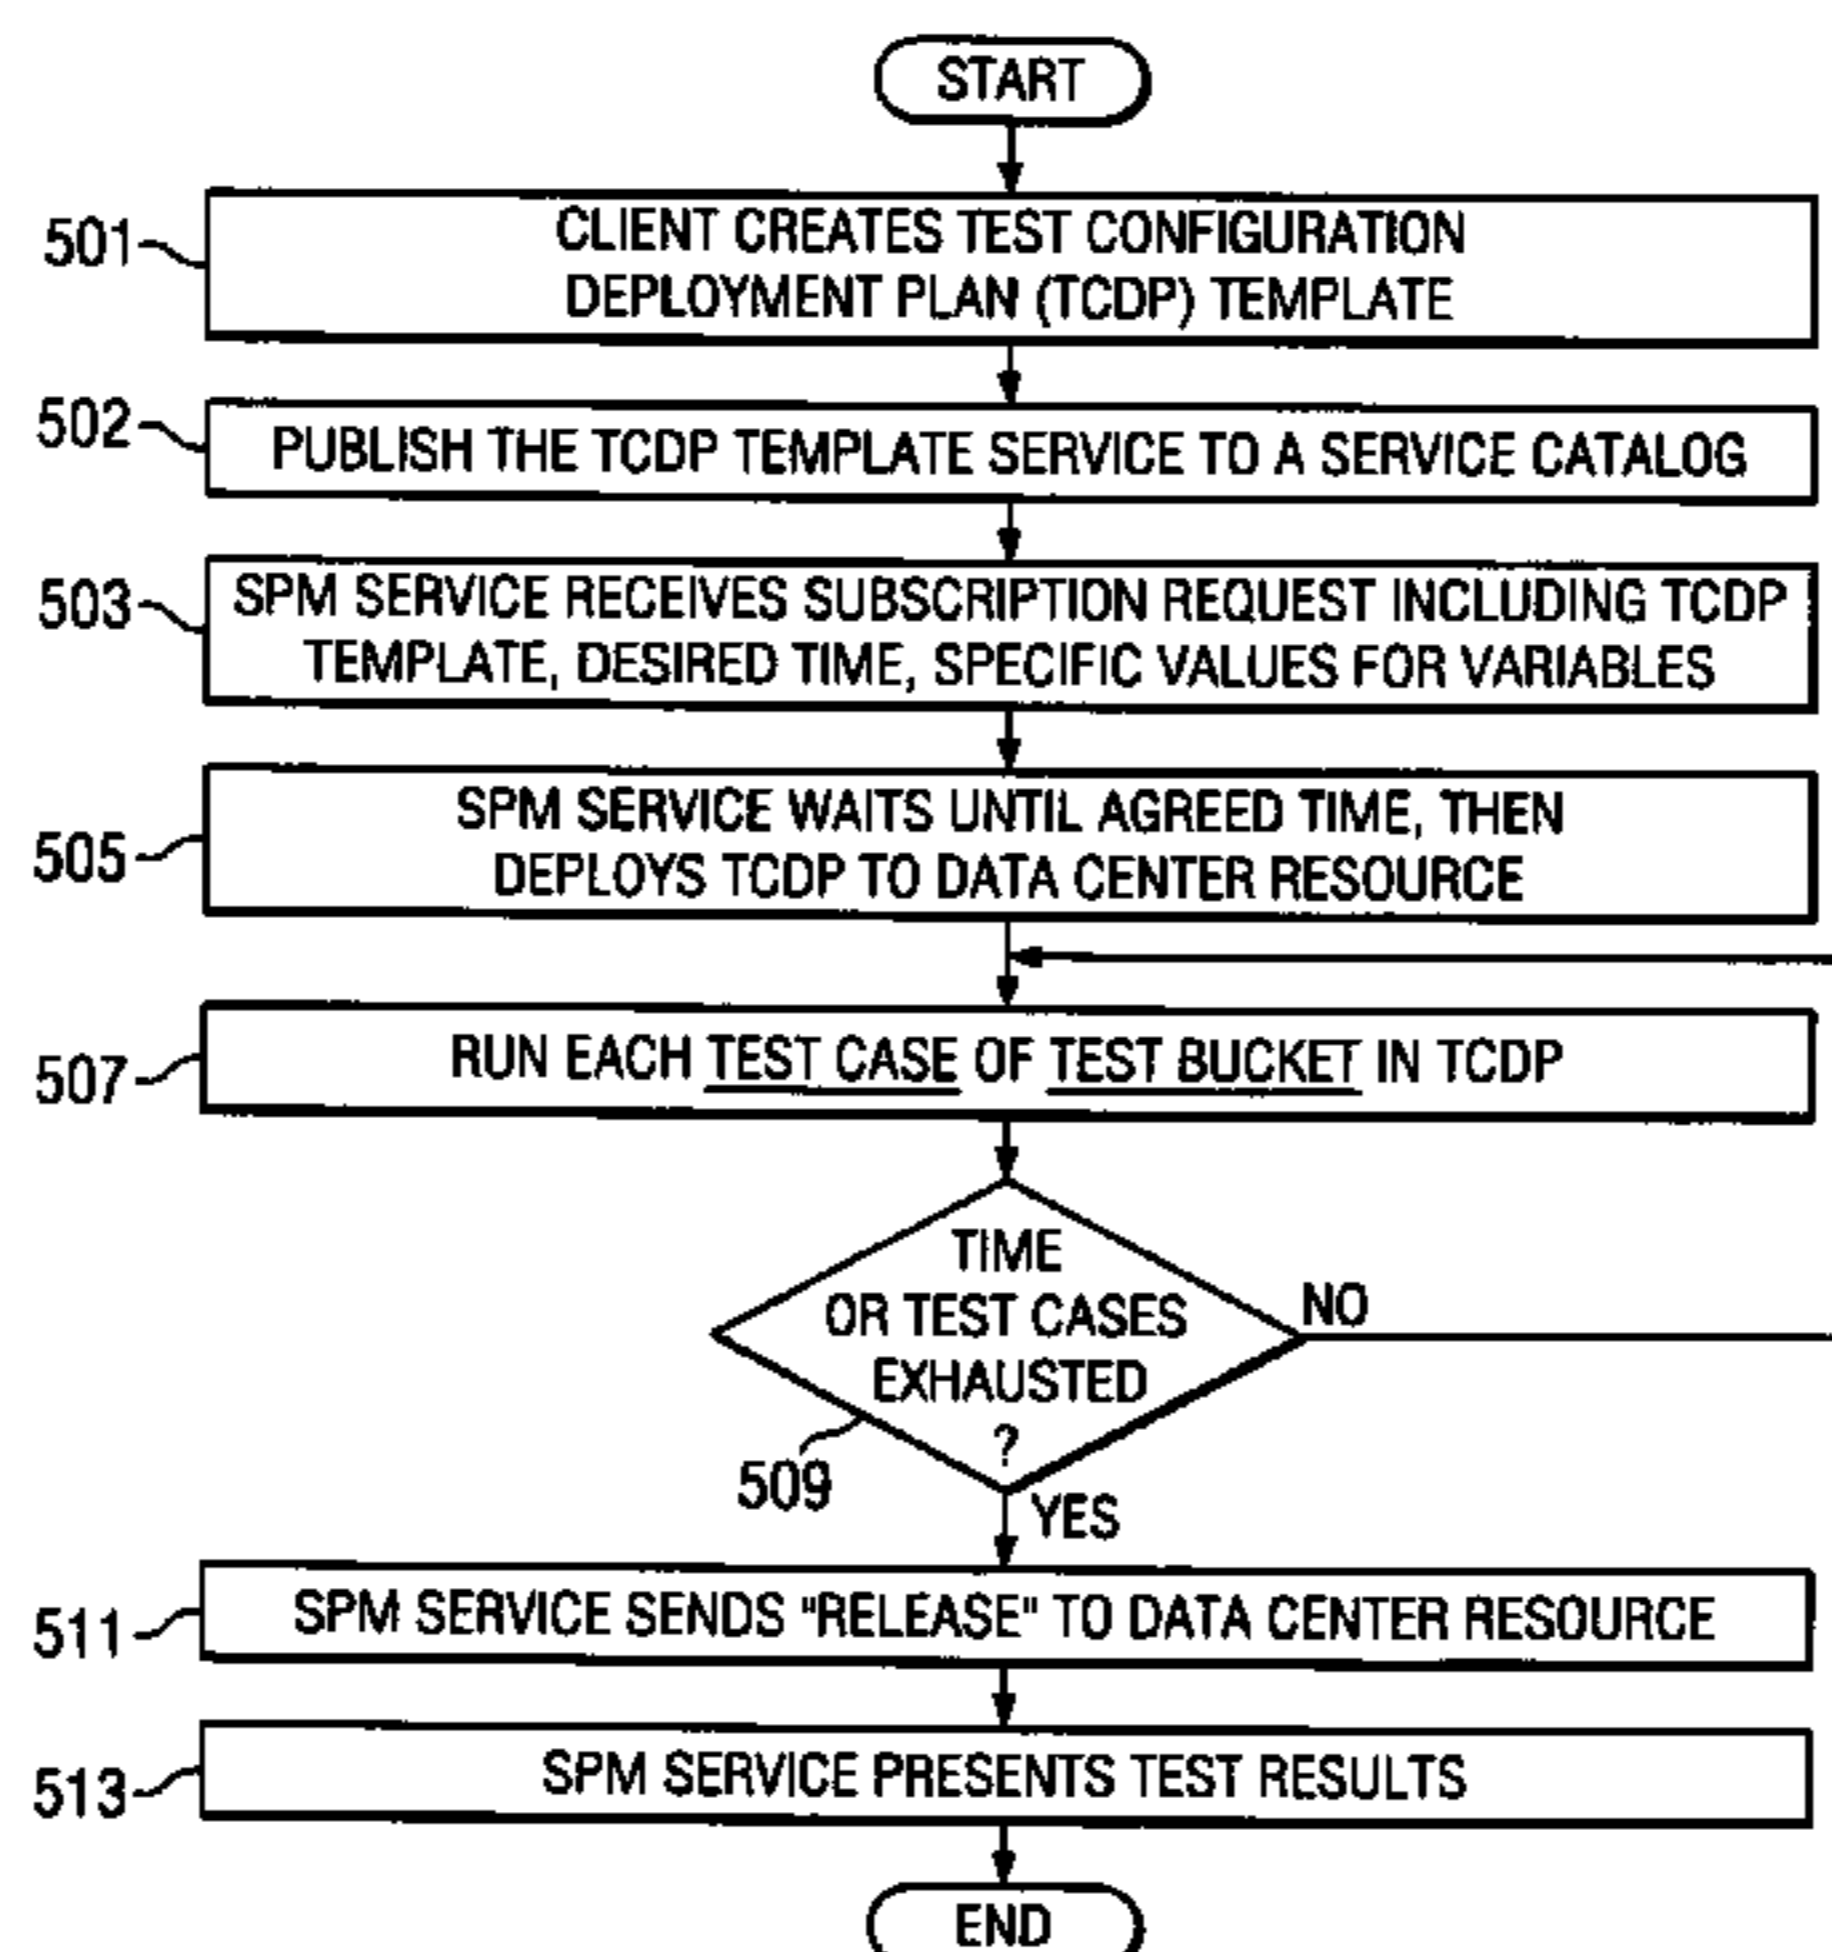 START
501
CLIENT CREATES TEST CONFIGURATION
DEPLOYMENT PLAN (TCDP) TEMPLATE
502
PUBLISH THE TCDP TEMPLATE SERVICE TO A SERVICE CATALOG
503
SPM SERVICE RECEIVES SUBSCRIPTION REQUEST INCLUDING TCDP
TEMPLATE, DESIRED TIME, SPECIFIC VALUES FOR VARIABLES
505
SPM SERVICE WAITS UNTIL AGREED TIME, THEN
DEPLOYS TCDP TO DATA CENTER RESOURCE
507
RUN EACH TEST CASE OF TEST BUCKET IN TCDP
TIME
OR TEST CASES
EXHAUSTED
?
NO
509
YES
511
SPM SERVICE SENDS "RELEASE" TO DATA CENTER RESOURCE
513
SPM SERVICE PRESENTS TEST RESULTS
END